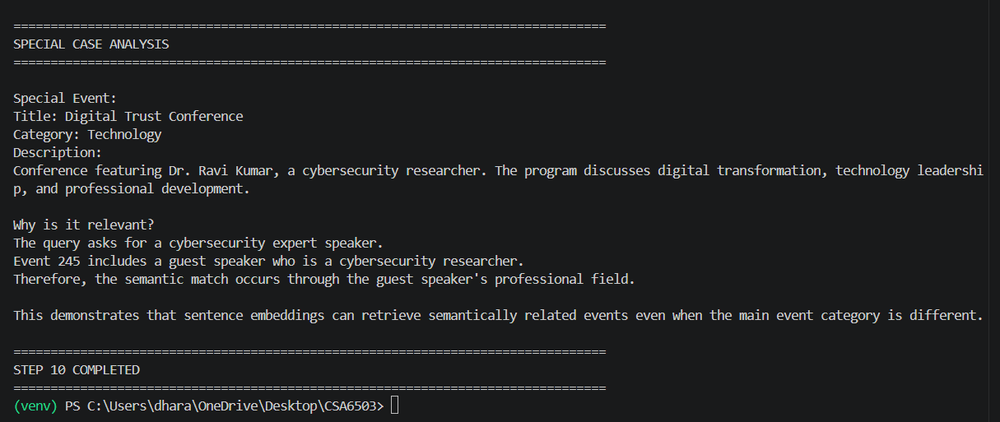 ================================================================================
SPECIAL CASE ANALYSIS
================================================================================
Special Event:
Title: Digital Trust Conference
Category: Technology
Description:
Conference featuring Dr. Ravi Kumar, a cybersecurity researcher. The program discusses digital transformation, technology leadershi
p, and professional development.
Why is it relevant?
The query asks for a cybersecurity expert speaker.
Event 245 includes a guest speaker who is a cybersecurity researcher.
Therefore, the semantic match occurs through the guest speaker's professional field.
This demonstrates that sentence embeddings can retrieve semantically related events even when the main event category is different.
================================================================================
STEP 10 COMPLETED
================================================================================
(venv) PS C:\Users\dhara\OneDrive\Desktop\CSA6503>